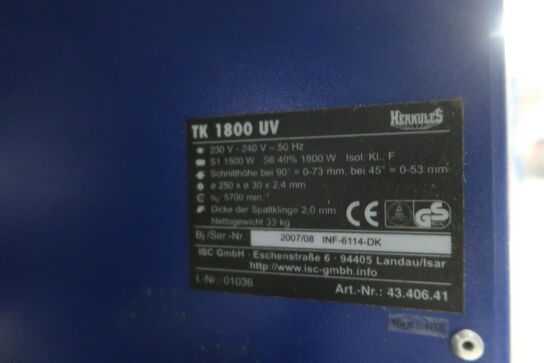 TK 1800 UV
HERKULES
230 V - 240 V ~ 50 Hz
S1 1500 W S6 40% 1800 W Isol. Kl.: F
Schnitthöhe bei 90° = 0-73 mm, bei 45° = 0-53 mm
ø 250 x ø 30 x 2,4 mm
n₀: 5700 min.⁻¹
Dicke der Spaltklinge 2,0 mm
Nettogewicht 33 kg
CE GS
Bj./Ser.-Nr 2007/08 INF-6114-DK
ISC GmbH · Eschenstraße 6 · 94405 Landau/Isar
http://www.isc-gmbh.info
I.-Nr.: 01036 Art.-Nr.: 43.406.41